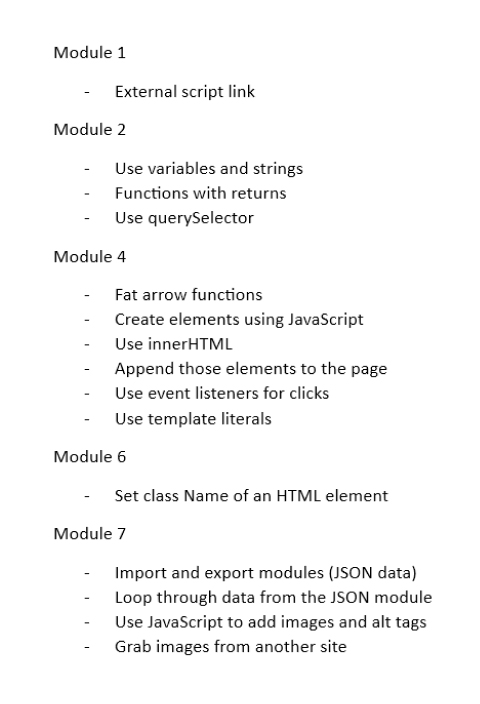 Module 1
- External script link
Module 2
- Use variables and strings
- Functions with returns
- Use querySelector
Module 4
- Fat arrow functions
- Create elements using JavaScript
- Use innerHTML
- Append those elements to the page
- Use event listeners for clicks
- Use template literals
Module 6
- Set class Name of an HTML element
Module 7
- Import and export modules (JSON data)
- Loop through data from the JSON module
- Use JavaScript to add images and alt tags
- Grab images from another site